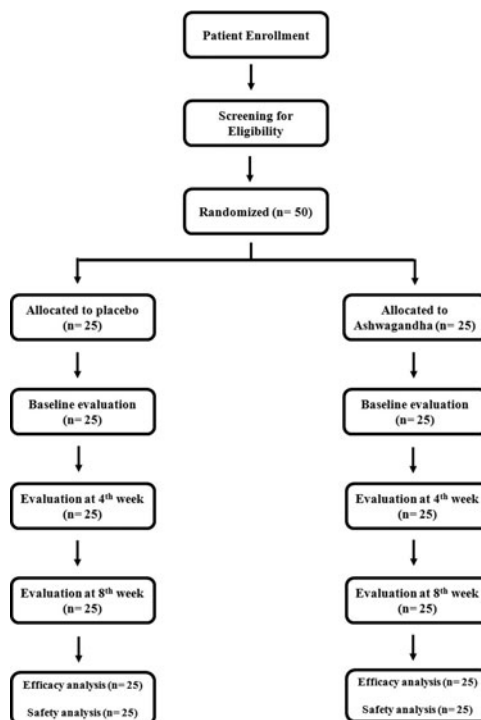 Patient Enrollment
Screening for
Eligibility
Randomized (n= 50)
Allocated to placebo
(n= 25)
Allocated to
Ashwagandha (n= 25)
Baseline evaluation
(n= 25)
Baseline evaluation
(n= 25)
Evaluation at 4th week
(n= 25)
Evaluation at 4th week
(n= 25)
Evaluation at 8th week
(n= 25)
Evaluation at 8th week
(n= 25)
Efficacy analysis (n= 25)
Safety analysis (n= 25)
Efficacy analysis (n= 25)
Safety analysis (n= 25)